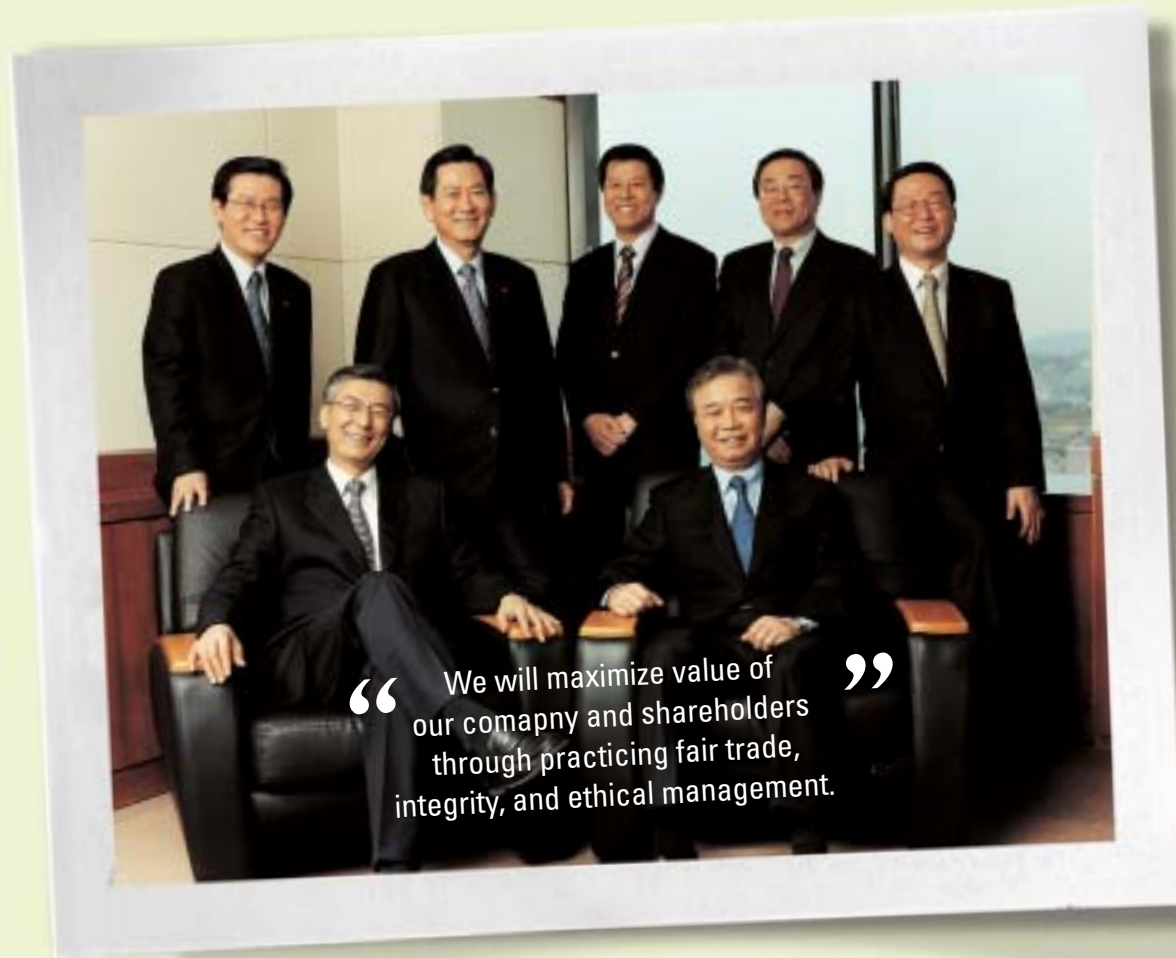 “ We will maximize value of ”
our comapny and shareholders
through practicing fair trade,
integrity, and ethical management.